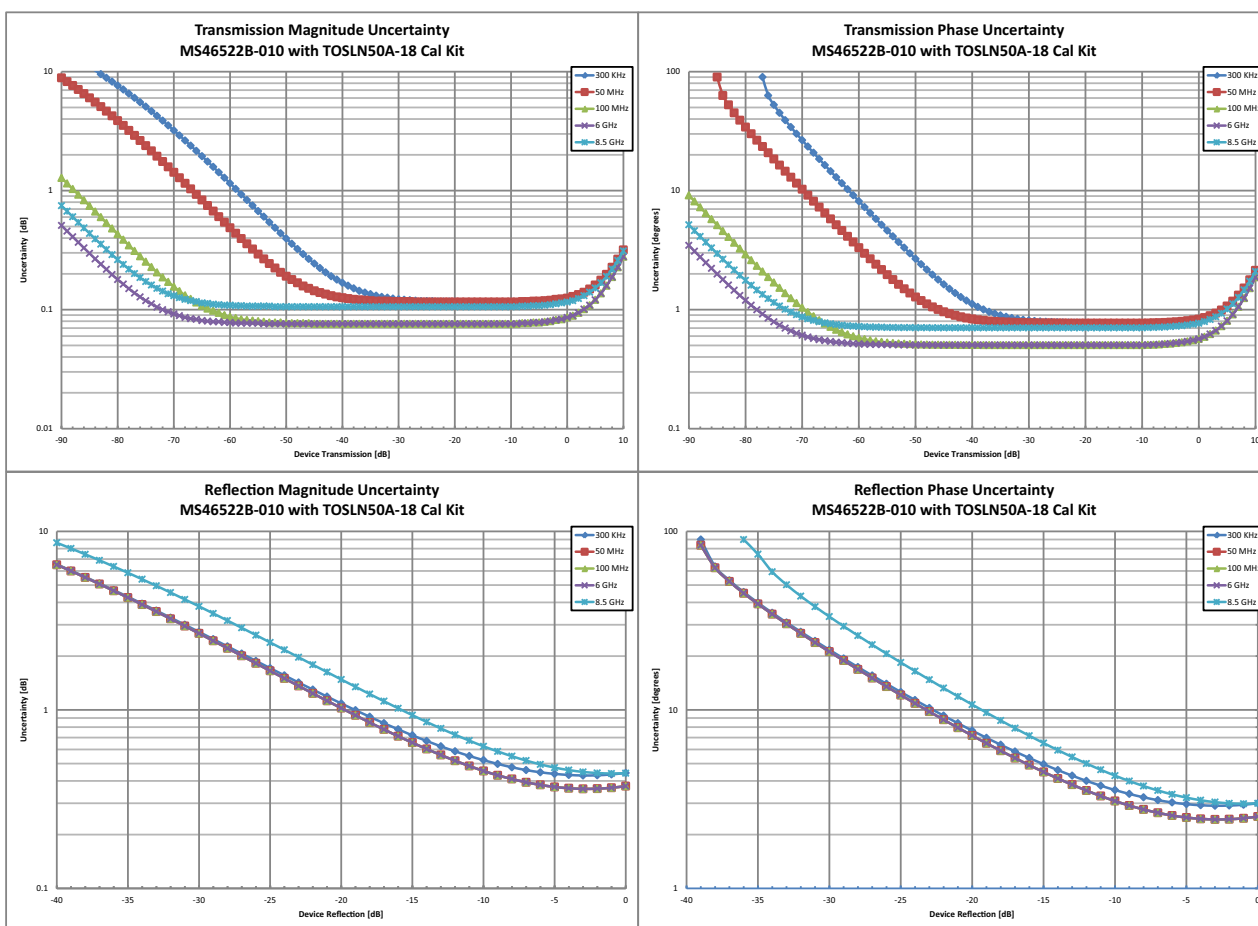 Transmission Magnitude Uncertainty
MS46522B-010 with TOSLN50A-18 Cal Kit
10
1
0.1
0.01
Uncertainty [dB]
300 KHz
50 MHz
100 MHz
6 GHz
8.5 GHz
-90 -80 -70 -60 -50 -40 -30 -20 -10 0 10
Device Transmission [dB]
Transmission Phase Uncertainty
MS46522B-010 with TOSLN50A-18 Cal Kit
100
10
1
0.1
Uncertainty [degrees]
300 KHz
50 MHz
100 MHz
6 GHz
8.5 GHz
-90 -80 -70 -60 -50 -40 -30 -20 -10 0 10
Device Transmission [dB]
Reflection Magnitude Uncertainty
MS46522B-010 with TOSLN50A-18 Cal Kit
10
1
0.1
Uncertainty [dB]
300 KHz
50 MHz
100 MHz
6 GHz
8.5 GHz
-40 -35 -30 -25 -20 -15 -10 -5 0
Device Reflection [dB]
Reflection Phase Uncertainty
MS46522B-010 with TOSLN50A-18 Cal Kit
100
10
1
Uncertainty [degrees]
300 KHz
50 MHz
100 MHz
6 GHz
8.5 GHz
-40 -35 -30 -25 -20 -15 -10 -5 0
Device Reflection [dB]